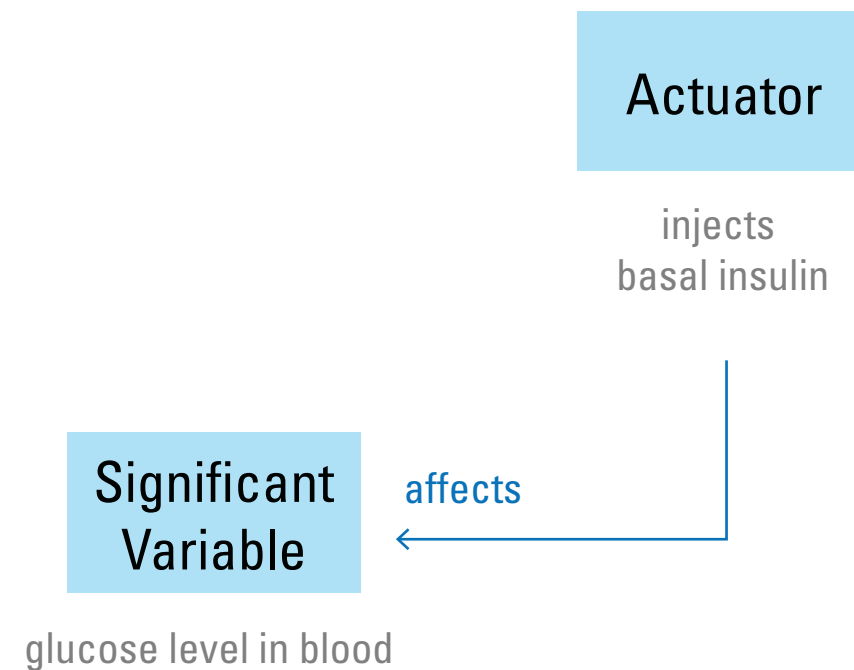 Actuator
injects
basal insulin
Significant
Variable
affects
glucose level in blood